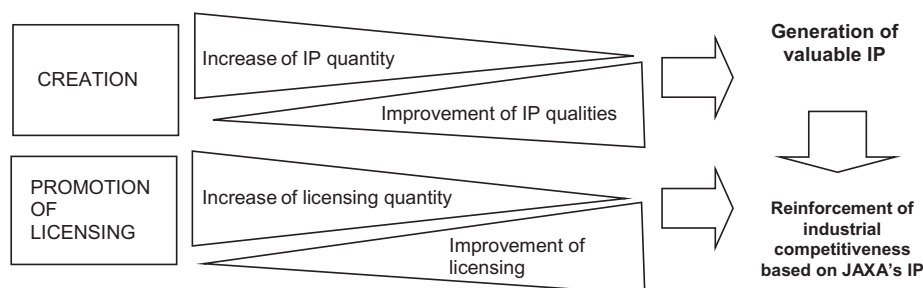 CREATION
Increase of IP quantity
Improvement of IP qualities
Generation of
valuable IP
PROMOTION
OF
LICENSING
Increase of licensing quantity
Improvement of
licensing
Reinforcement of
industrial
competitiveness
based on JAXA's IP